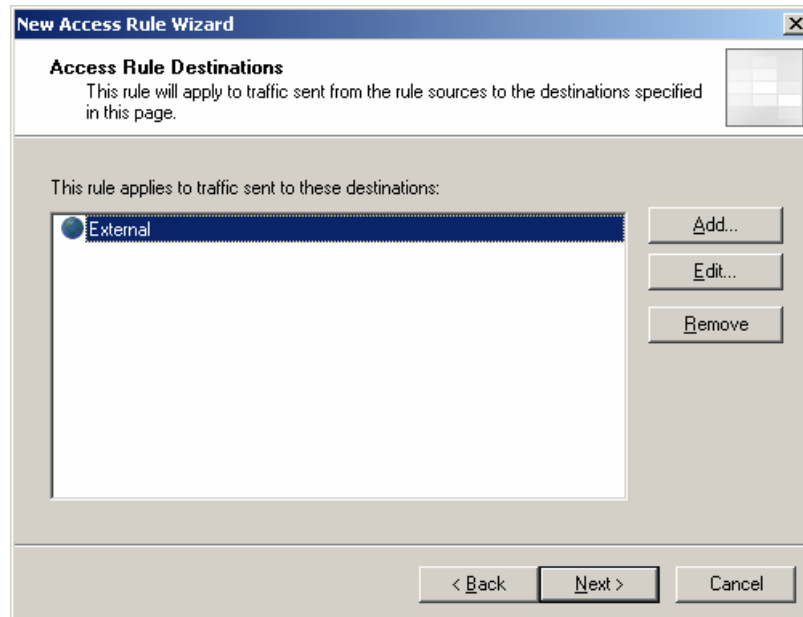 New Access Rule Wizard
Access Rule Destinations
This rule will apply to traffic sent from the rule sources to the destinations specified
in this page.
This rule applies to traffic sent to these destinations:
External
Add...
Edit...
Remove
< Back
Next >
Cancel